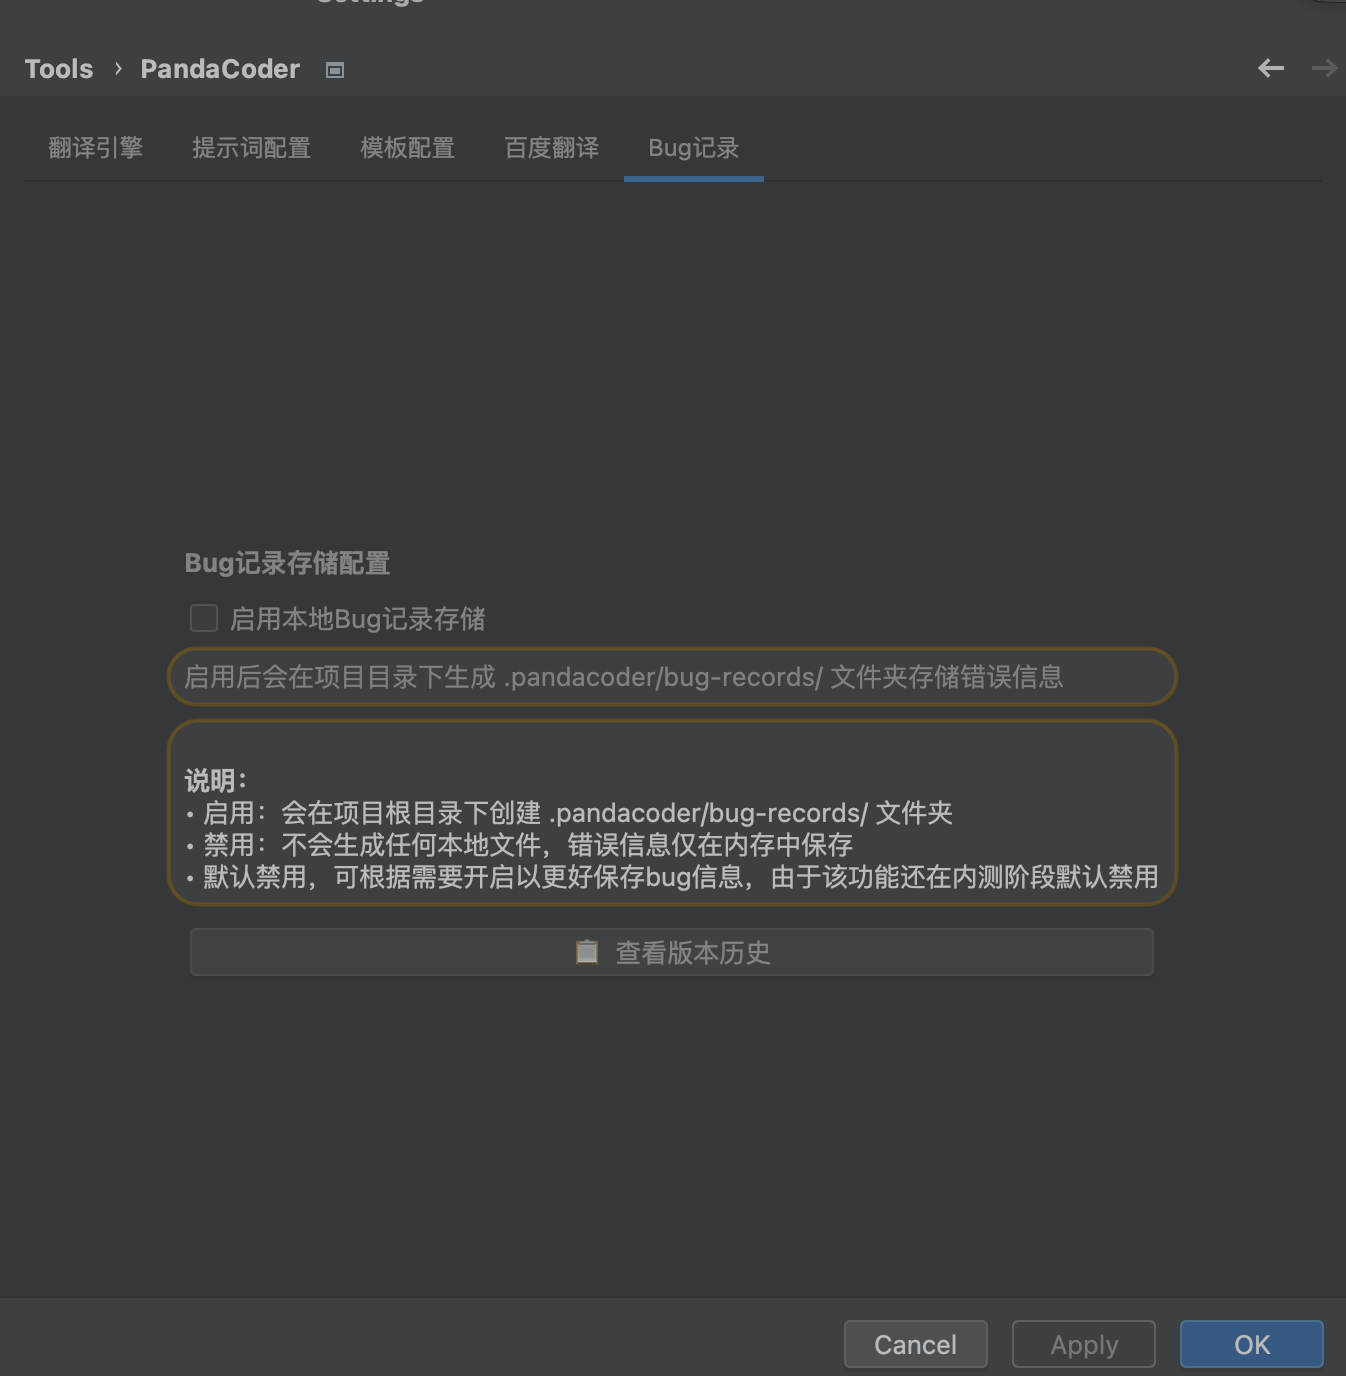 Settings
Tools › PandaCoder
翻译引擎 提示词配置 模板配置 百度翻译 Bug记录
Bug记录存储配置
启用本地Bug记录存储
启用后会在项目目录下生成 .pandacoder/bug-records/ 文件夹存储错误信息
说明：
• 启用：会在项目根目录下创建 .pandacoder/bug-records/ 文件夹
• 禁用：不会生成任何本地文件，错误信息仅在内存中保存
• 默认禁用，可根据需要开启以更好保存bug信息，由于该功能还在内测阶段默认禁用
查看版本历史
Cancel Apply OK